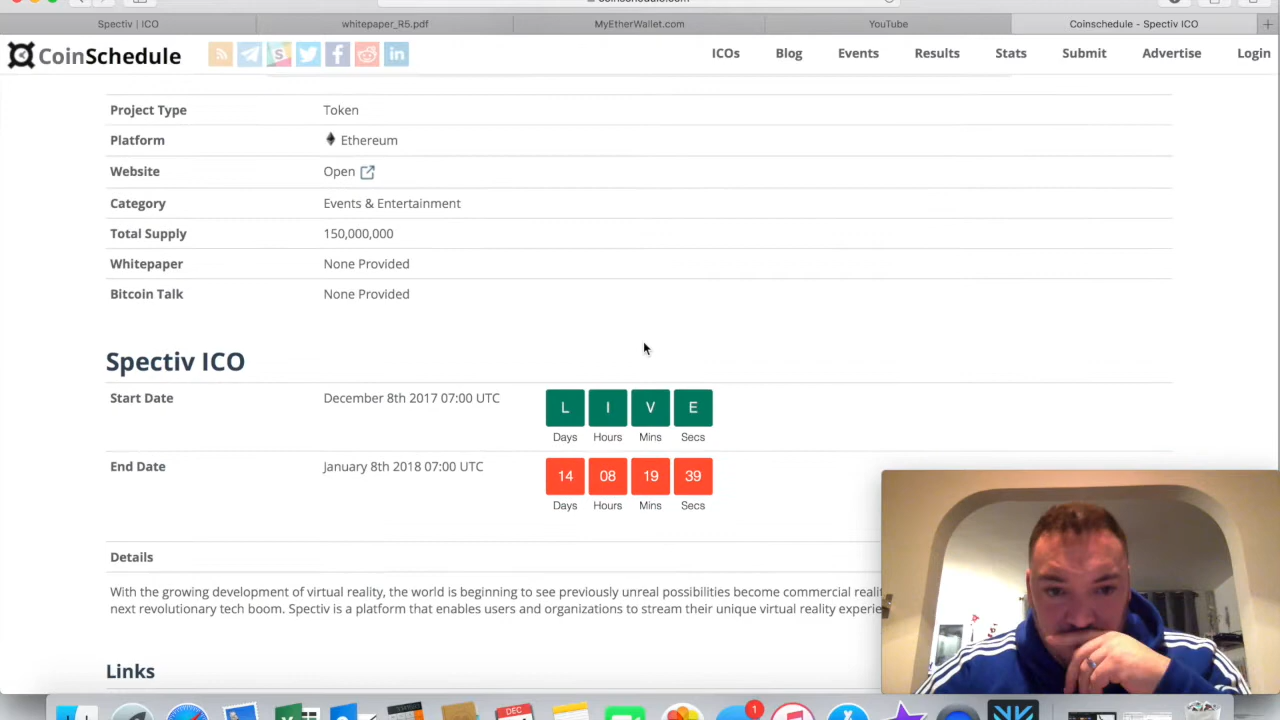 Spectiv | ICO
whitepaper_R5.pdf
MyEtherWallet.com
YouTube
Coinschedule - Spectiv ICO
CoinSchedule
ICOs
Blog
Events
Results
Stats
Submit
Advertise
Login
Project Type Token
Platform Ethereum
Website Open
Category Events & Entertainment
Total Supply 150,000,000
Whitepaper None Provided
Bitcoin Talk None Provided
Spectiv ICO
Start Date December 8th 2017 07:00 UTC L I V E
Days Hours Mins Secs
End Date January 8th 2018 07:00 UTC 14 08 19 39
Days Hours Mins Secs
Details
With the growing development of virtual reality, the world is beginning to see previously unreal possibilities become commercial
next revolutionary tech boom. Spectiv is a platform that enables users and organizations to stream their unique virtual reality
Links
DEC
1